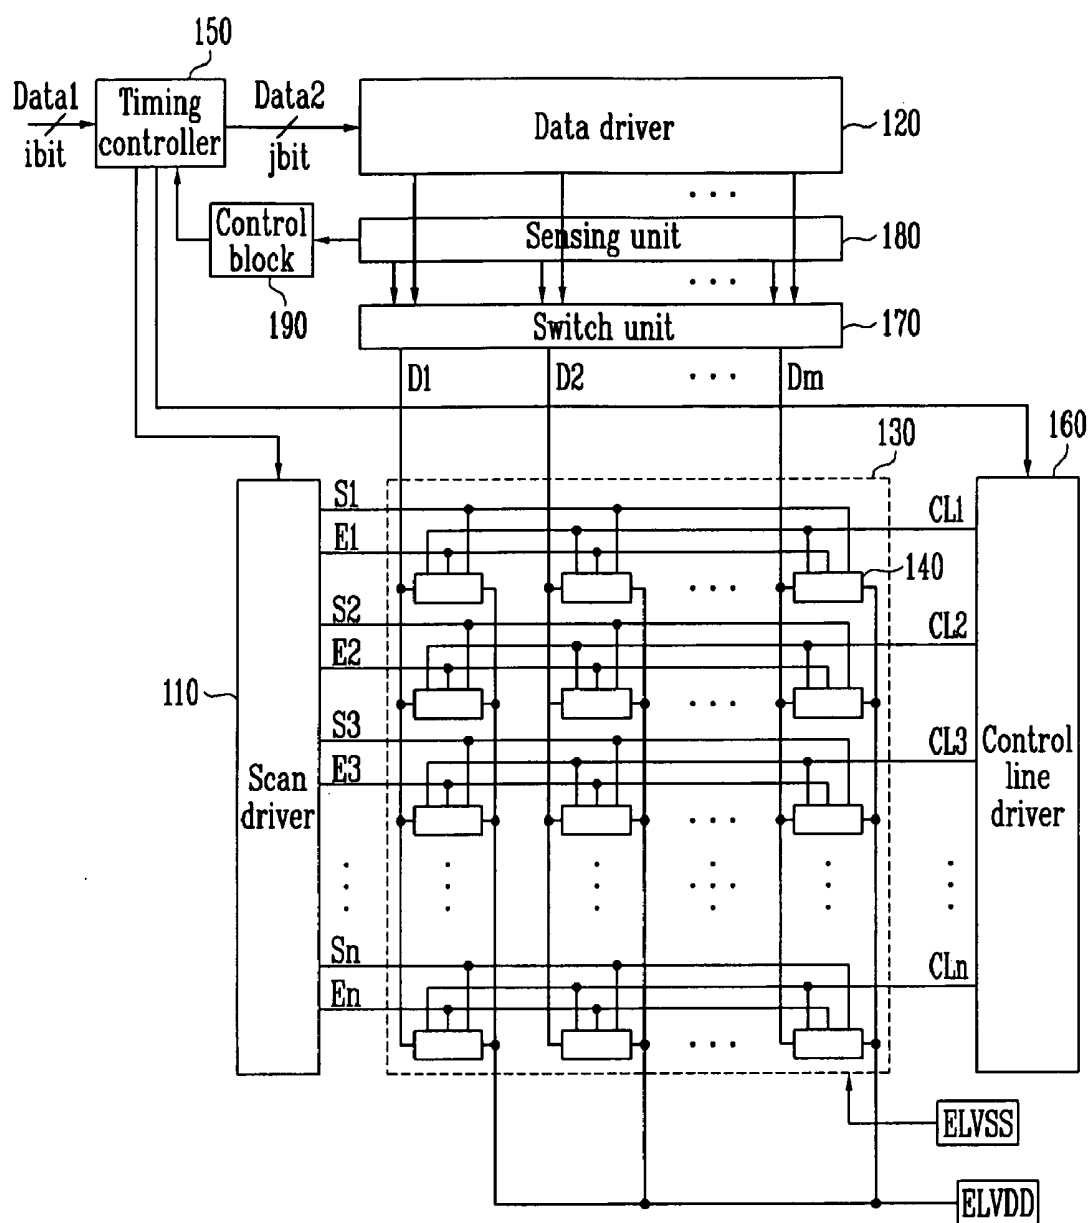 150
Data1
ibit
Timing
controller
Data2
jbit
Data driver
120
Control
block
190
Sensing unit
180
Switch unit
170
D1
D2
Dm
130
160
S1
CL1
E1
140
S2
CL2
E2
110
S3
CL3
E3
Scan
driver
Control
line
driver
Sn
CLn
En
ELVSS
ELVDD